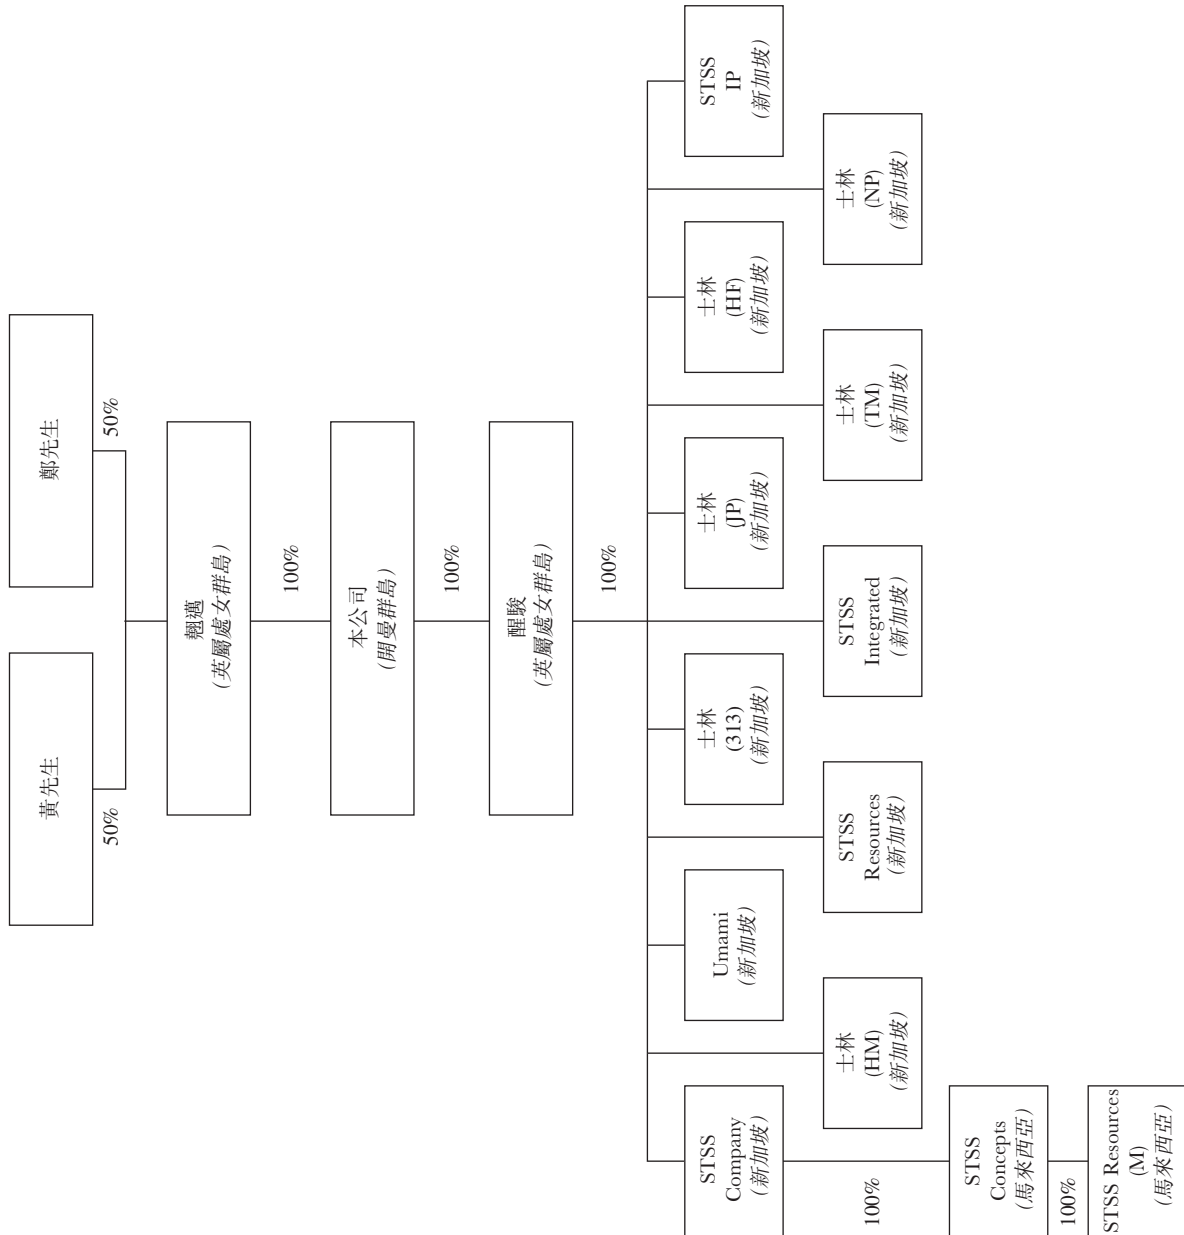 黃先生
鄭先生
50%
50%
翹邁
(英屬處女群島)
100%
本公司
(開曼群島)
100%
醒駿
(英屬處女群島)
100%
STSS
Company
(新加坡)
Umami
(新加坡)
士林
(313)
(新加坡)
士林
(JP)
(新加坡)
士林
(HF)
(新加坡)
STSS
IP
(新加坡)
士林
(HM)
(新加坡)
STSS
Resources
(新加坡)
STSS
Integrated
(新加坡)
士林
(TM)
(新加坡)
士林
(NP)
(新加坡)
100%
STSS
Concepts
(馬來西亞)
100%
STSS Resources
(M)
(馬來西亞)